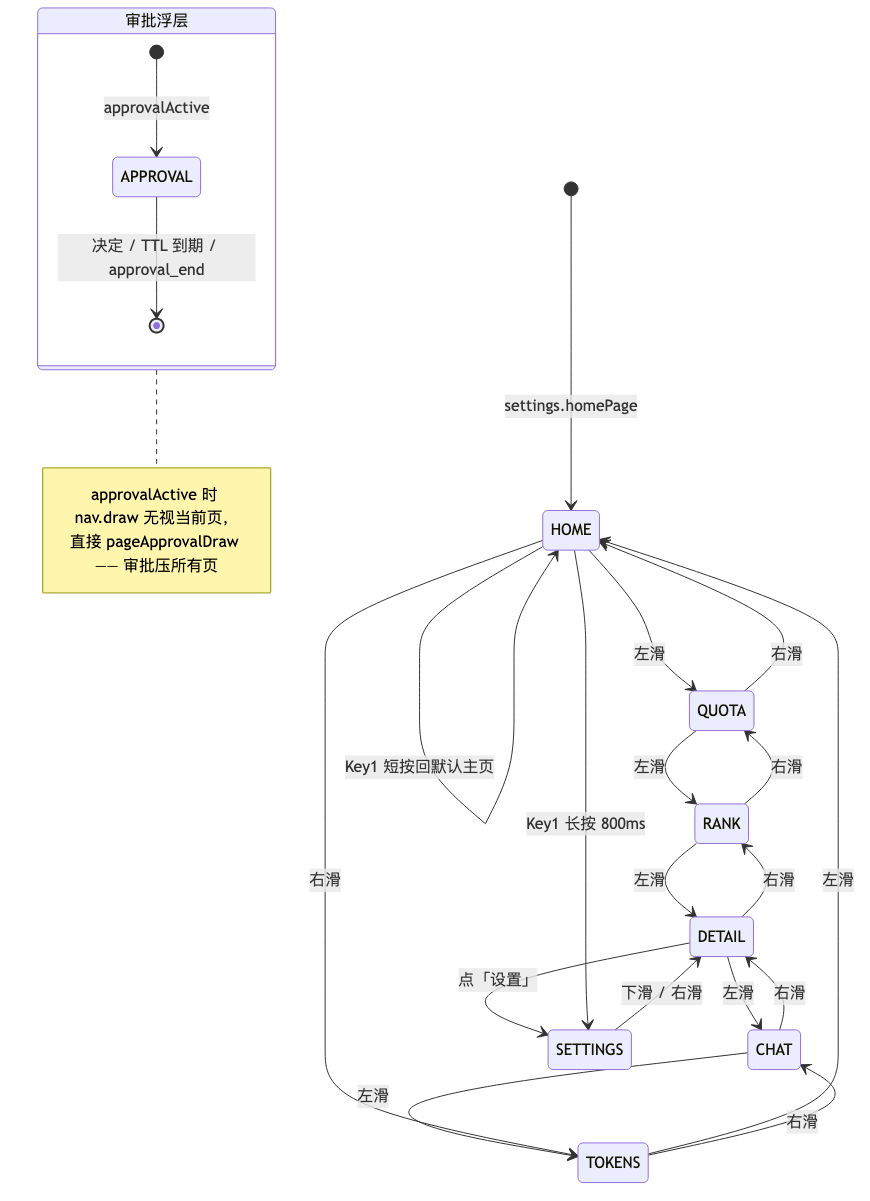 审批浮层
approvalActive
APPROVAL
决定 / TTL 到期 /
approval_end
approvalActive 时
nav.draw 无视当前页，
直接 pageApprovalDraw
—— 审批压所有页
settings.homePage
HOME
左滑
右滑
QUOTA
Key1 短按回默认主页
左滑
右滑
Key1 长按 800ms
RANK
右滑
左滑
右滑
左滑
DETAIL
点「设置」
下滑 / 右滑
左滑
右滑
SETTINGS
CHAT
左滑
右滑
TOKENS